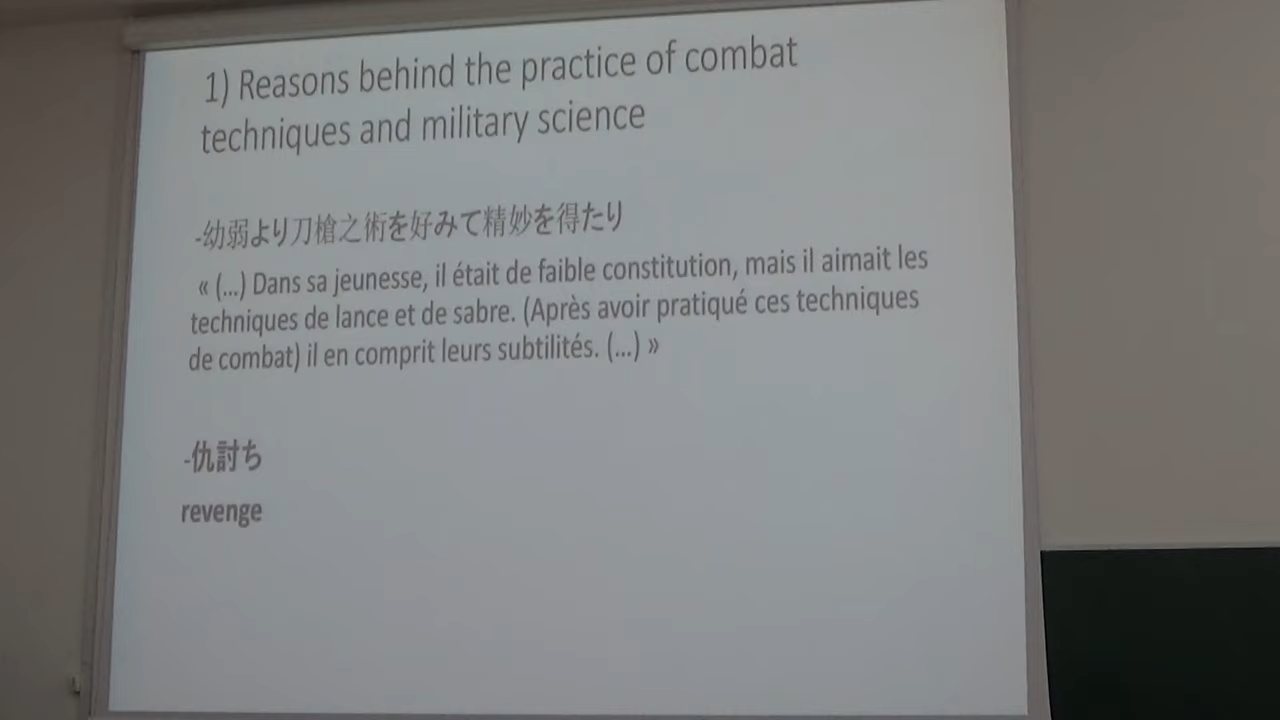 1) Reasons behind the practice of combat
techniques and military science
-幼弱より刀槍之術を好みて精妙を得たり
« (...) Dans sa jeunesse, il était de faible constitution, mais il aimait les
techniques de lance et de sabre. (Après avoir pratiqué ces techniques
de combat) il en comprit leurs subtilités. (...) »
-仇討ち
revenge